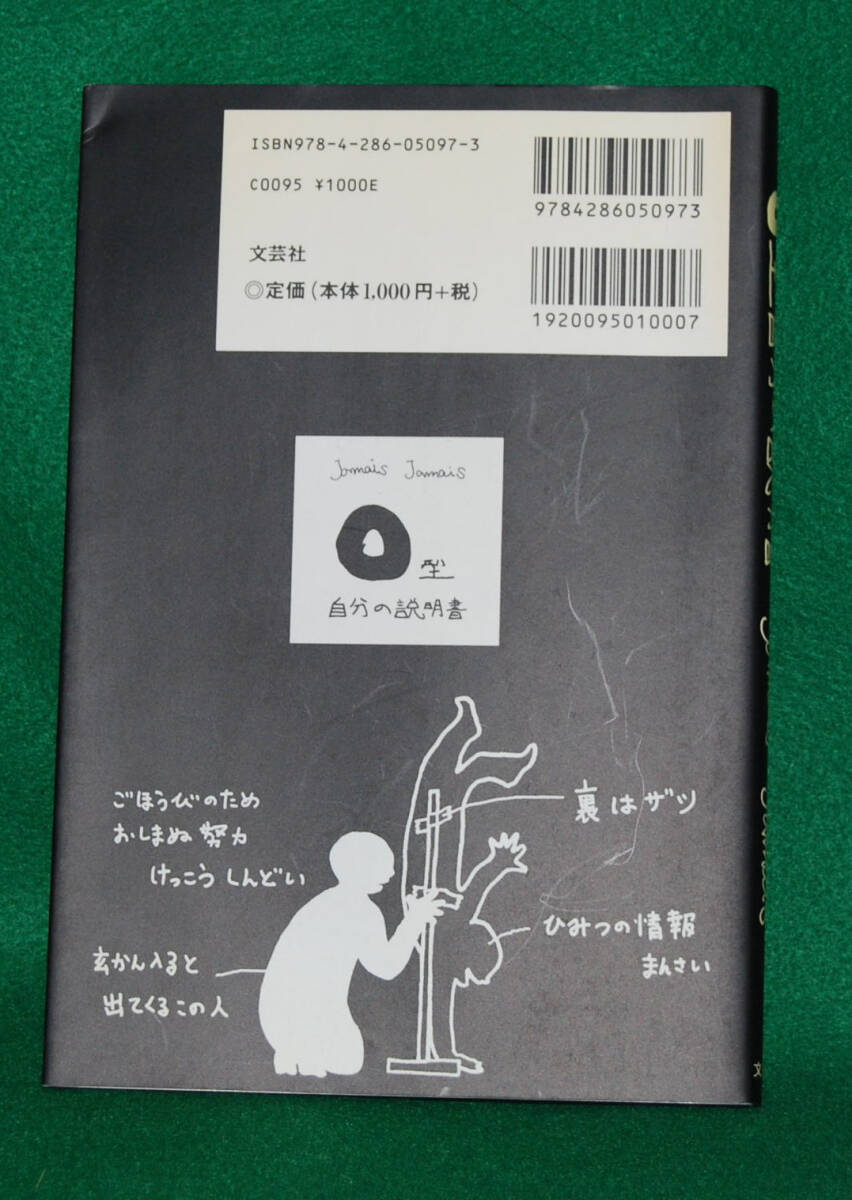 ISBN978-4-286-05097-3
C0095 ¥1000E
文芸社
◎定価（本体1,000円+税）
9784286050973
1920095010007
Jamais Jamais
O型
自分の説明書
ごほうびのため
おしまぬ努力
けっこうしんどい
玄かん入ると
出てくるこの人
裏はザツ
ひみつの情報
まんさい
文